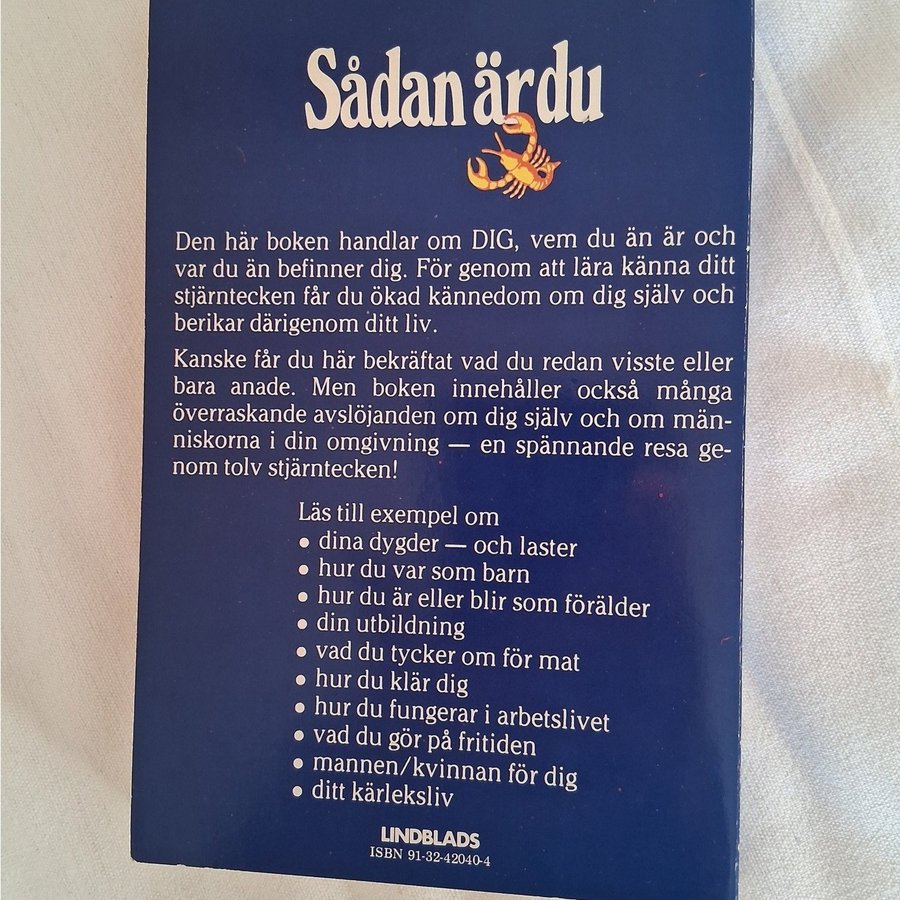 Sådan är du
Den här boken handlar om DIG, vem du än är och
var du än befinner dig. För genom att lära känna ditt
stjärntecken får du ökad kännedom om dig själv och
berikar därigenom ditt liv.
Kanske får du här bekräftat vad du redan visste eller
bara anade. Men boken innehåller också många
överraskande avslöjanden om dig själv och om män-
niskorna i din omgivning — en spännande resa ge-
nom tolv stjärntecken!
Läs till exempel om
• dina dygder — och laster
• hur du var som barn
• hur du är eller blir som förälder
• din utbildning
• vad du tycker om för mat
• hur du klär dig
• hur du fungerar i arbetslivet
• vad du gör på fritiden
• mannen/kvinnan för dig
• ditt kärleksliv
LINDBLADS
ISBN 91-32-42040-4